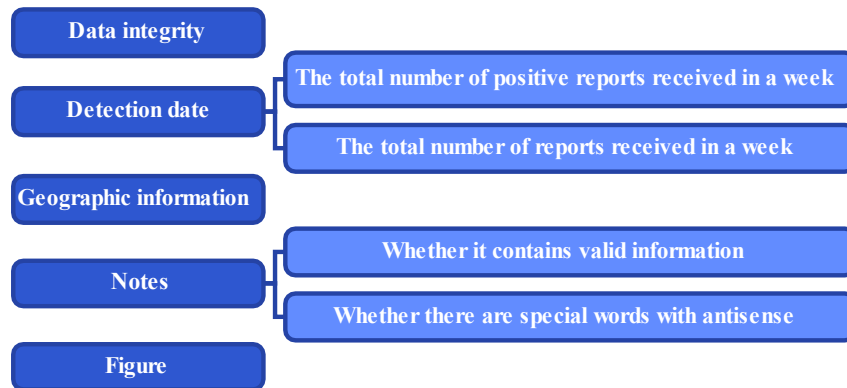 Data integrity
Detection date
The total number of positive reports received in a week
The total number of reports received in a week
Geographic information
Notes
Whether it contains valid information
Whether there are special words with antisense
Figure